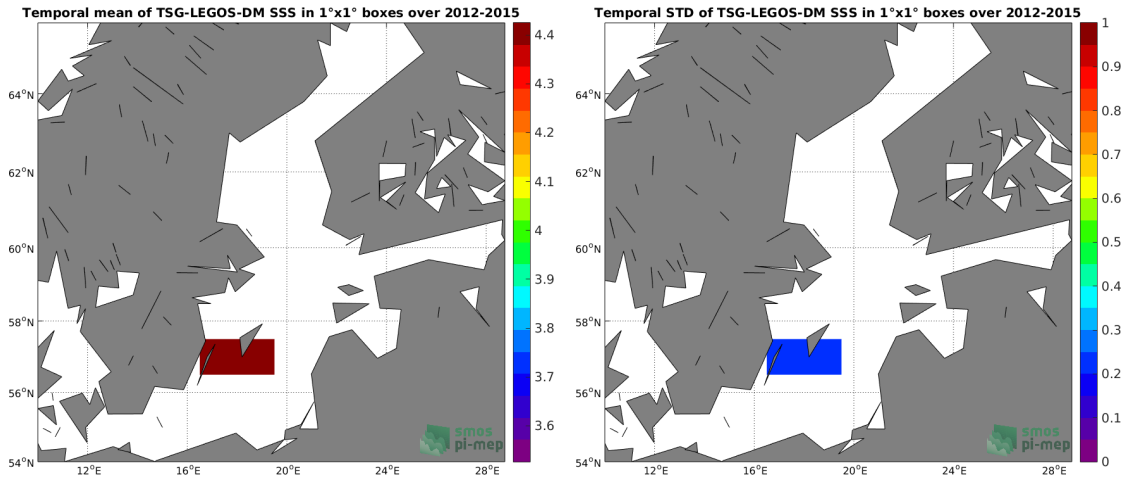 Temporal mean of TSG-LEGOS-DM SSS in 1°x1° boxes over 2012-2015
64°N
62°N
60°N
58°N
56°N
54°N
12°E
16°E
20°E
24°E
28°E
4.4
4.3
4.2
4.1
4
3.9
3.8
3.7
3.6
smos
pi-mep
Temporal STD of TSG-LEGOS-DM SSS in 1°x1° boxes over 2012-2015
64°N
62°N
60°N
58°N
56°N
54°N
12°E
16°E
20°E
24°E
28°E
1
0.9
0.8
0.7
0.6
0.5
0.4
0.3
0.2
0.1
0
smos
pi-mep